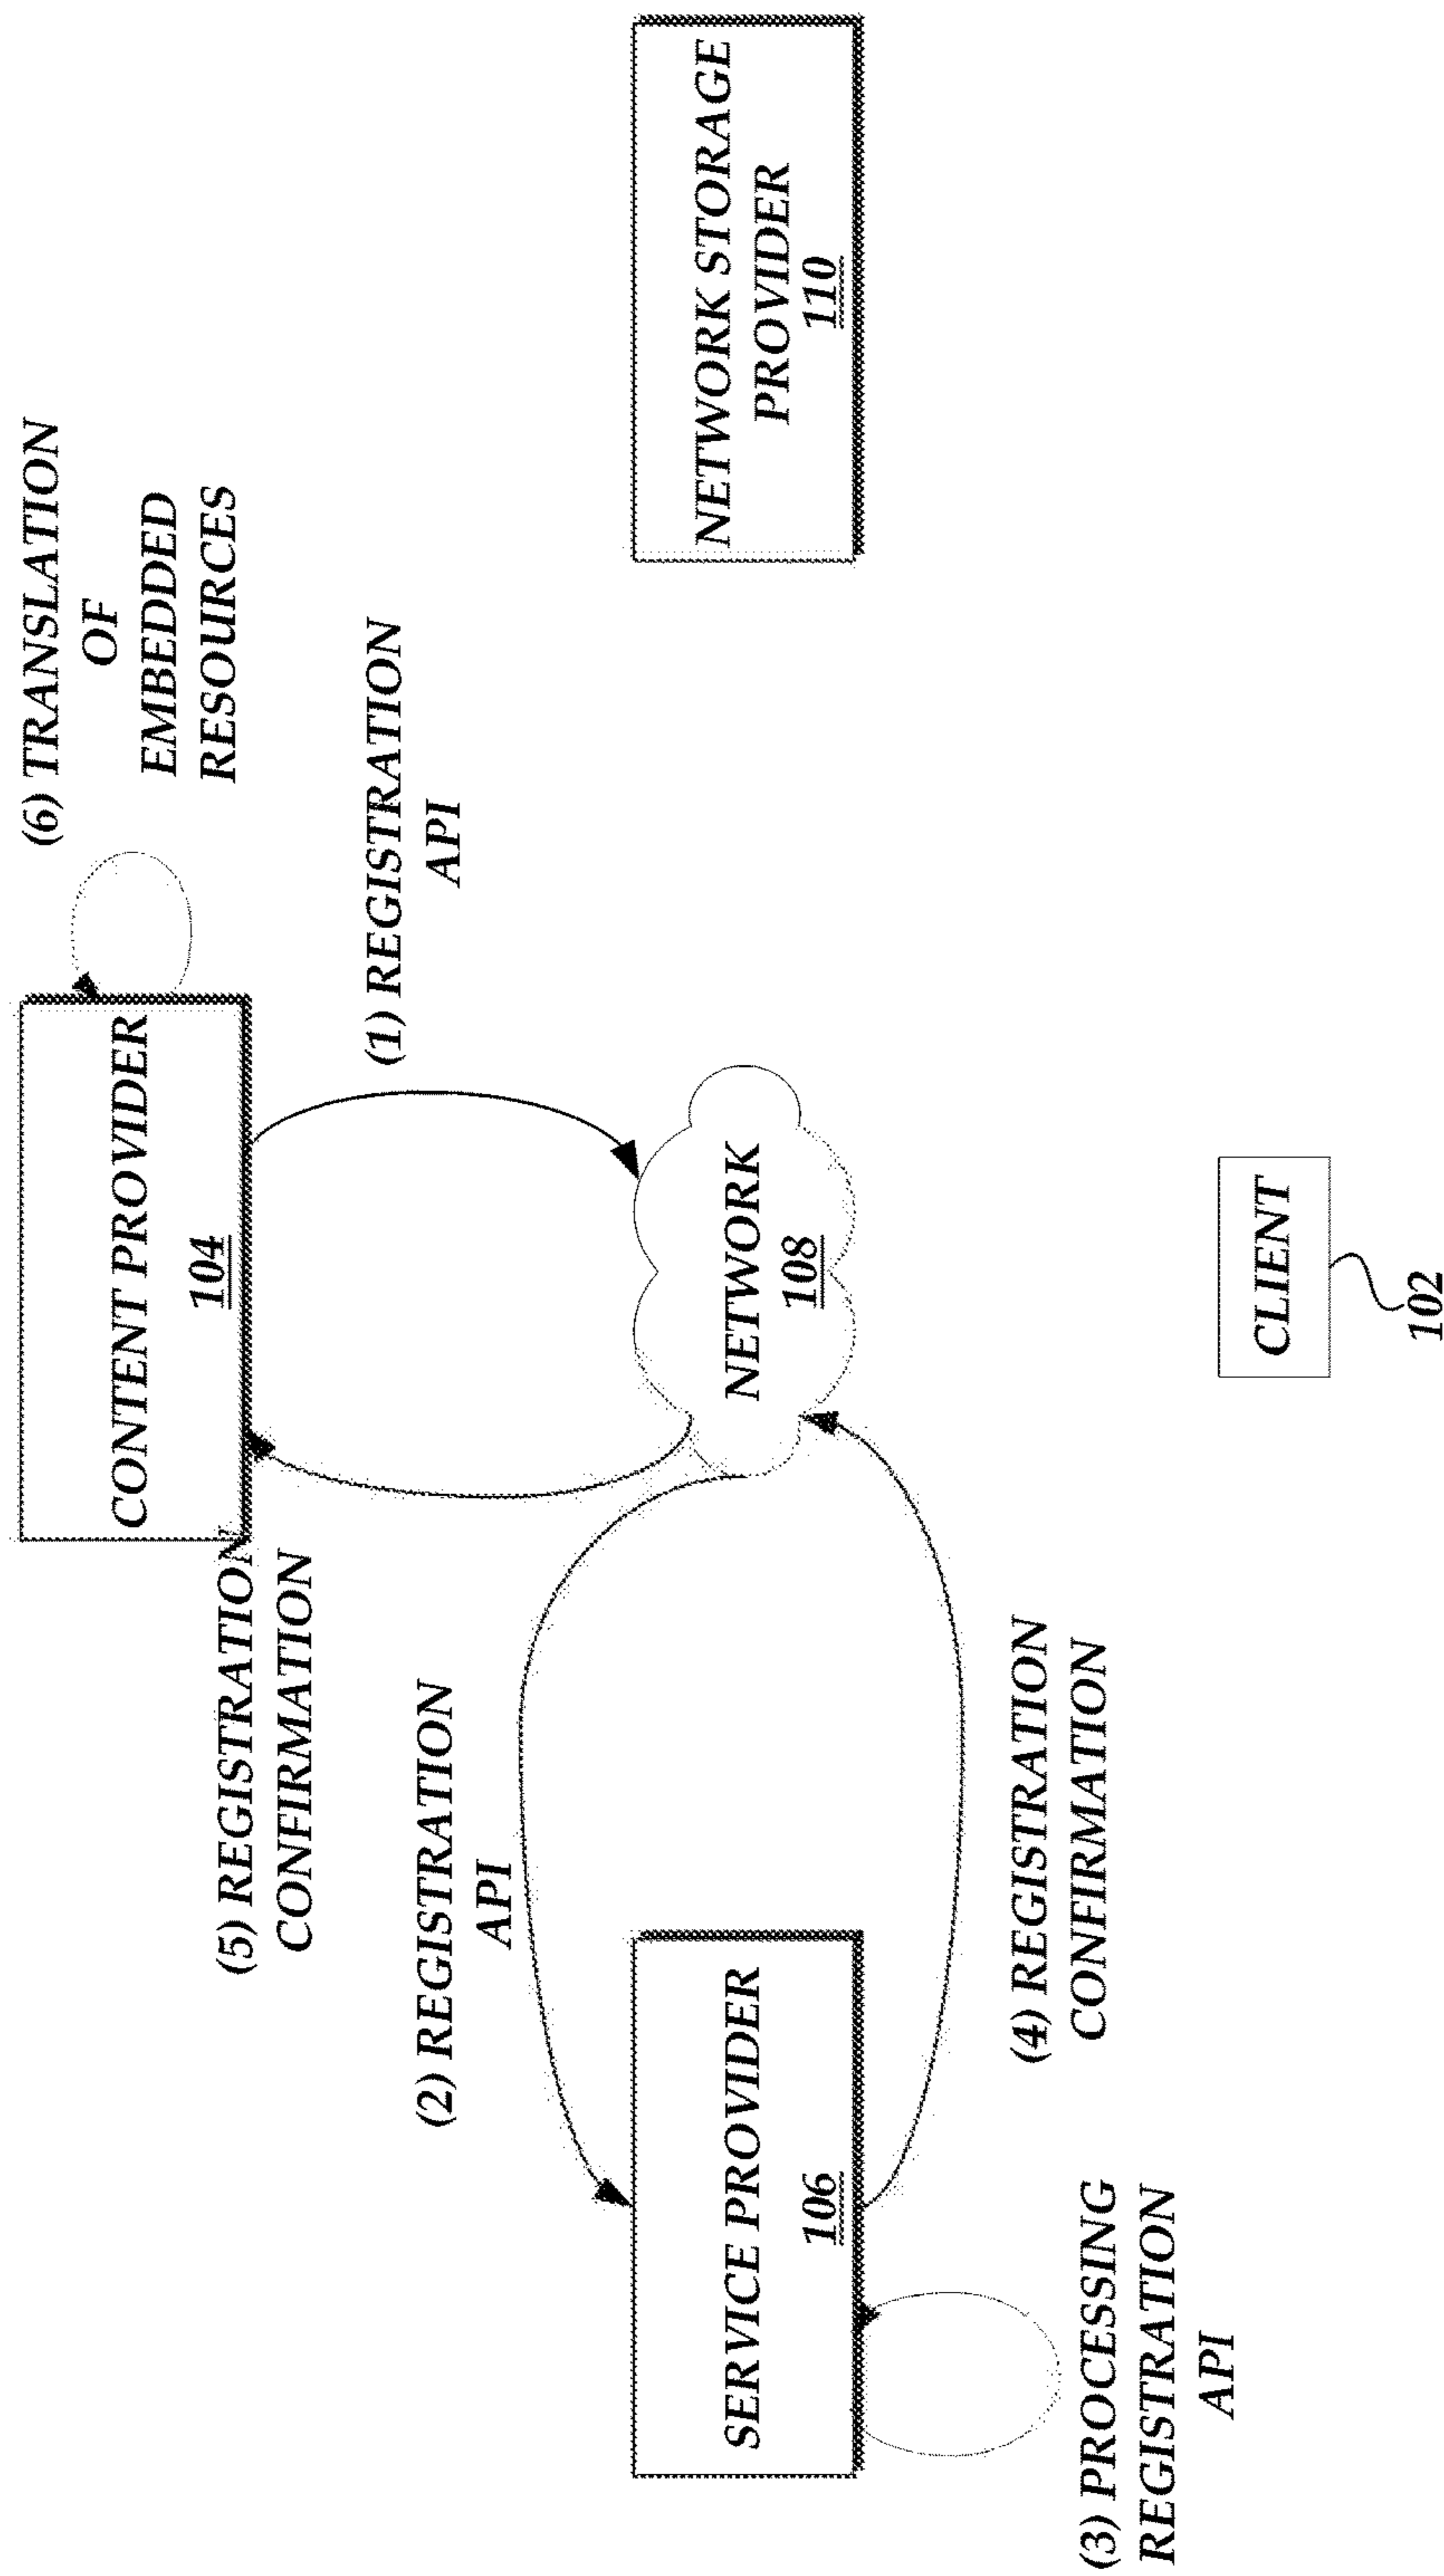 (6) TRANSLATION
OF
EMBEDDED
RESOURCES
CONTENT PROVIDER
104
(5) REGISTRATION
CONFIRMATION
(1) REGISTRATION
API
(2) REGISTRATION
API
SERVICE PROVIDER
106
NETWORK
108
NETWORK STORAGE
PROVIDER
110
(4) REGISTRATION
CONFIRMATION
(3) PROCESSING
REGISTRATION
API
CLIENT
102